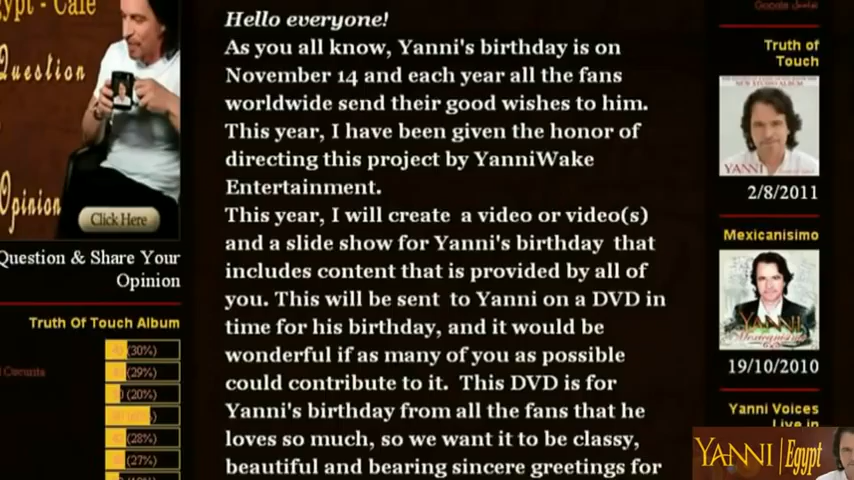 gypt - Cafe
Question
Opinion
Click Here
Question & Share Your
Opinion
Truth Of Touch Album
(30%)
(29%)
(20%)
(28%)
(27%)
Hello everyone!
As you all know, Yanni's birthday is on
November 14 and each year all the fans
worldwide send their good wishes to him.
This year, I have been given the honor of
directing this project by YanniWake
Entertainment.
This year, I will create a video or video(s)
and a slide show for Yanni's birthday that
includes content that is provided by all of
you. This will be sent to Yanni on a DVD in
time for his birthday, and it would be
wonderful if as many of you as possible
could contribute to it. This DVD is for
Yanni's birthday from all the fans that he
loves so much, so we want it to be classy,
beautiful and bearing sincere greetings for
Truth of
Touch
YANNI
2/8/2011
Mexicanisimo
YANNI
Mexicanisimo
19/10/2010
Yanni Voices
Live in
YANNI | Egypt